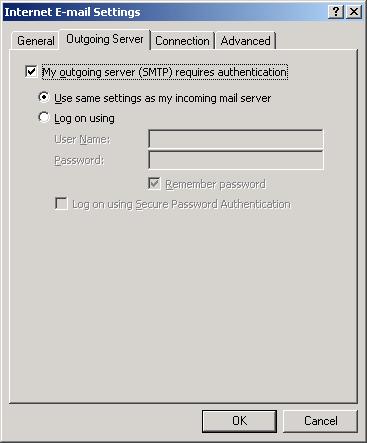 Internet E-mail Settings
General Outgoing Server Connection Advanced
My outgoing server (SMTP) requires authentication
Use same settings as my incoming mail server
Log on using
User Name:
Password:
Remember password
Log on using Secure Password Authentication
OK Cancel